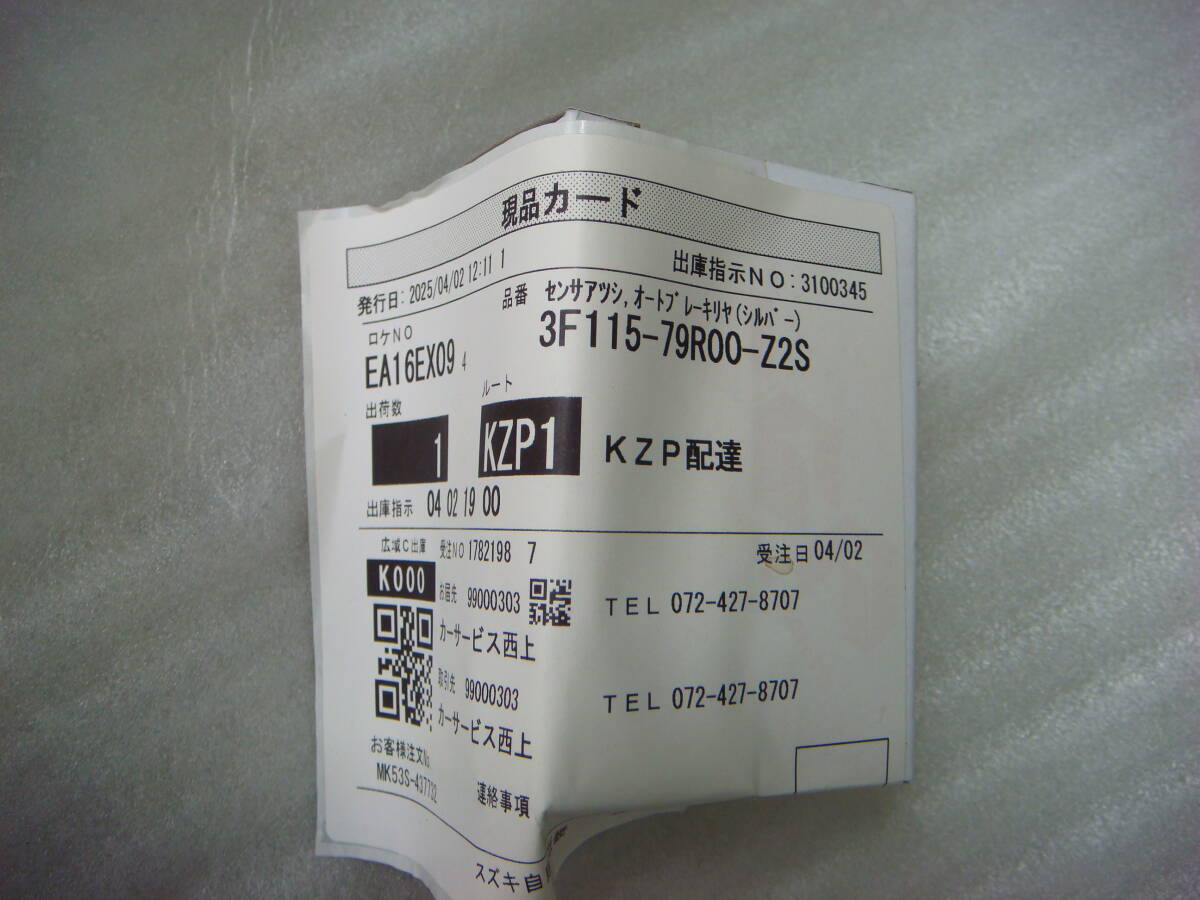 現品カード
発行日:2025/04/02 12:11 1
出庫指示NO:3100345
ロケNO
品番 センサアツシ,オートブレーキリヤ(シルバー)
EA16EX09 4
3F115-79R00-Z2S
出荷数
ルート
1
KZP1
KZP配達
出庫指示 04 02 19 00
広域C出庫 受注NO 1782198 7
受注日 04/02
K000
お届先 99000303
TEL 072-427-8707
カーサービス西上
取引先 99000303
TEL 072-427-8707
カーサービス西上
お客様注文No.
MK53S-437732
連絡事項
スズキ自